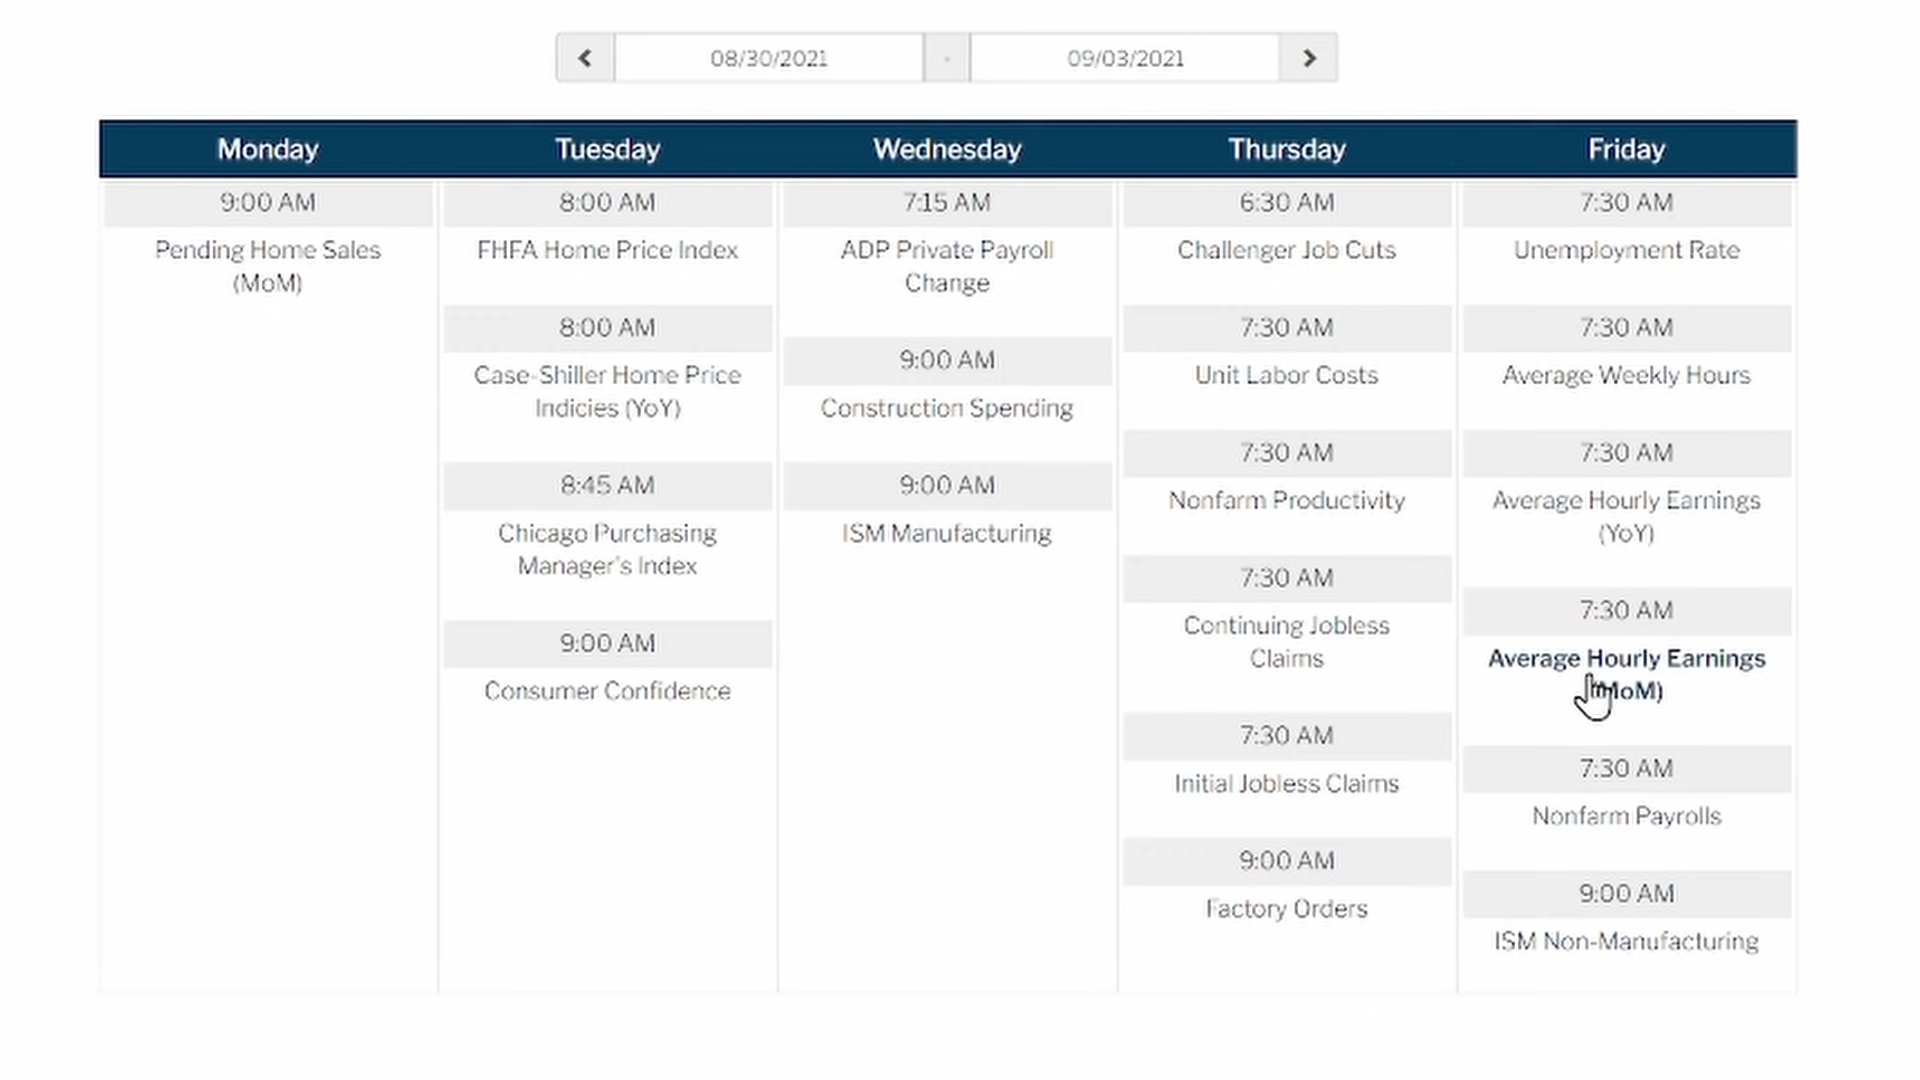 08/30/2021 - 09/03/2021
Monday Tuesday Wednesday Thursday Friday
9:00 AM
Pending Home Sales
(MoM)
8:00 AM
FHFA Home Price Index
8:00 AM
Case-Shiller Home Price
Indicies (YoY)
8:45 AM
Chicago Purchasing
Manager's Index
9:00 AM
Consumer Confidence
7:15 AM
ADP Private Payroll
Change
9:00 AM
Construction Spending
9:00 AM
ISM Manufacturing
6:30 AM
Challenger Job Cuts
7:30 AM
Unit Labor Costs
7:30 AM
Nonfarm Productivity
7:30 AM
Continuing Jobless
Claims
7:30 AM
Initial Jobless Claims
9:00 AM
Factory Orders
7:30 AM
Unemployment Rate
7:30 AM
Average Weekly Hours
7:30 AM
Average Hourly Earnings
(YoY)
7:30 AM
Average Hourly Earnings
(MoM)
7:30 AM
Nonfarm Payrolls
9:00 AM
ISM Non-Manufacturing